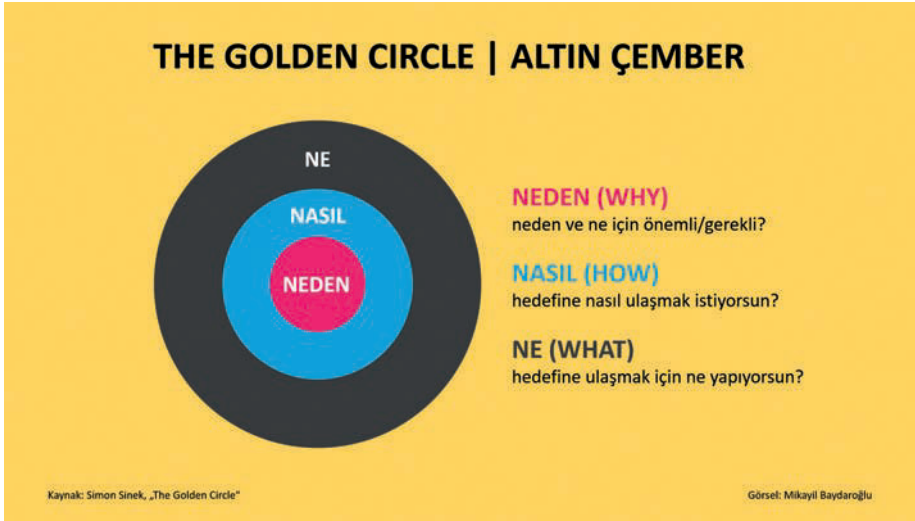 THE GOLDEN CIRCLE | ALTIN ÇEMBER
NE
NASIL
NEDEN
NEDEN (WHY)
neden ve ne için önemli/gerekli?
NASIL (HOW)
hedefine nasıl ulaşmak istiyorsun?
NE (WHAT)
hedefine ulaşmak için ne yapıyorsun?
Kaynak: Simon Sinek, „The Golden Circle“
Görsel: Mikayil Baydaroğlu